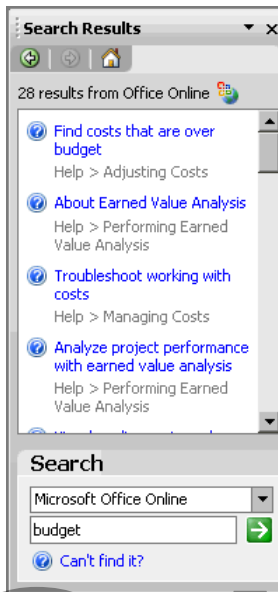 Search Results
28 results from Office Online
Find costs that are over
budget
Help > Adjusting Costs
About Earned Value Analysis
Help > Performing Earned
Value Analysis
Troubleshoot working with
costs
Help > Managing Costs
Analyze project performance
with earned value analysis
Help > Performing Earned
Value Analysis
Search
Microsoft Office Online
budget
Can't find it?